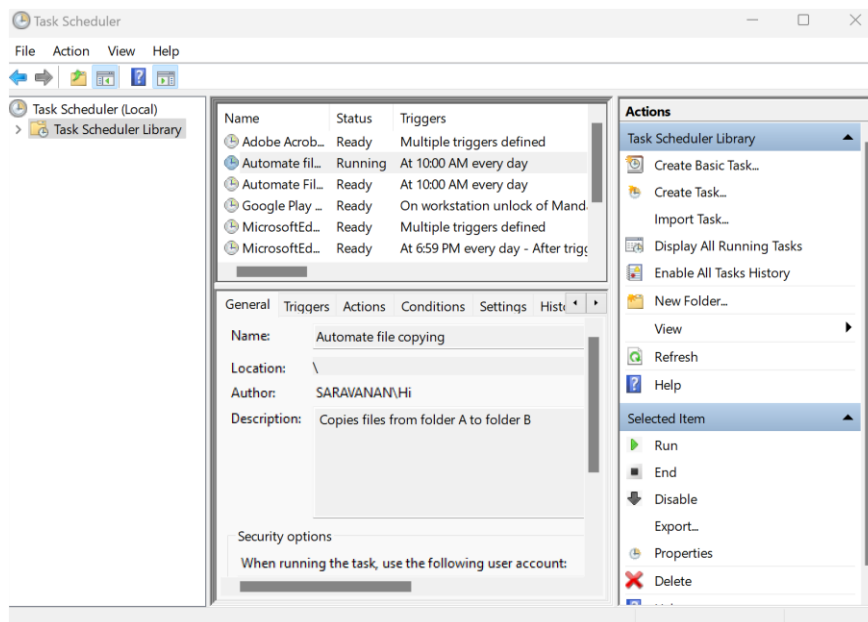 Task Scheduler
File Action View Help
Task Scheduler (Local)
Task Scheduler Library
Name Status Triggers
Adobe Acrob... Ready Multiple triggers defined
Automate fil... Running At 10:00 AM every day
Automate Fil... Ready At 10:00 AM every day
Google Play ... Ready On workstation unlock of Mand
MicrosoftEd... Ready Multiple triggers defined
MicrosoftEd... Ready At 6:59 PM every day - After trigg
General Triggers Actions Conditions Settings Histo
Name: Automate file copying
Location: \
Author: SARAVANAN\Hi
Description: Copies files from folder A to folder B
Security options
When running the task, use the following user account:
Actions
Task Scheduler Library
Create Basic Task...
Create Task...
Import Task...
Display All Running Tasks
Enable All Tasks History
New Folder...
View
Refresh
Help
Selected Item
Run
End
Disable
Export...
Properties
Delete